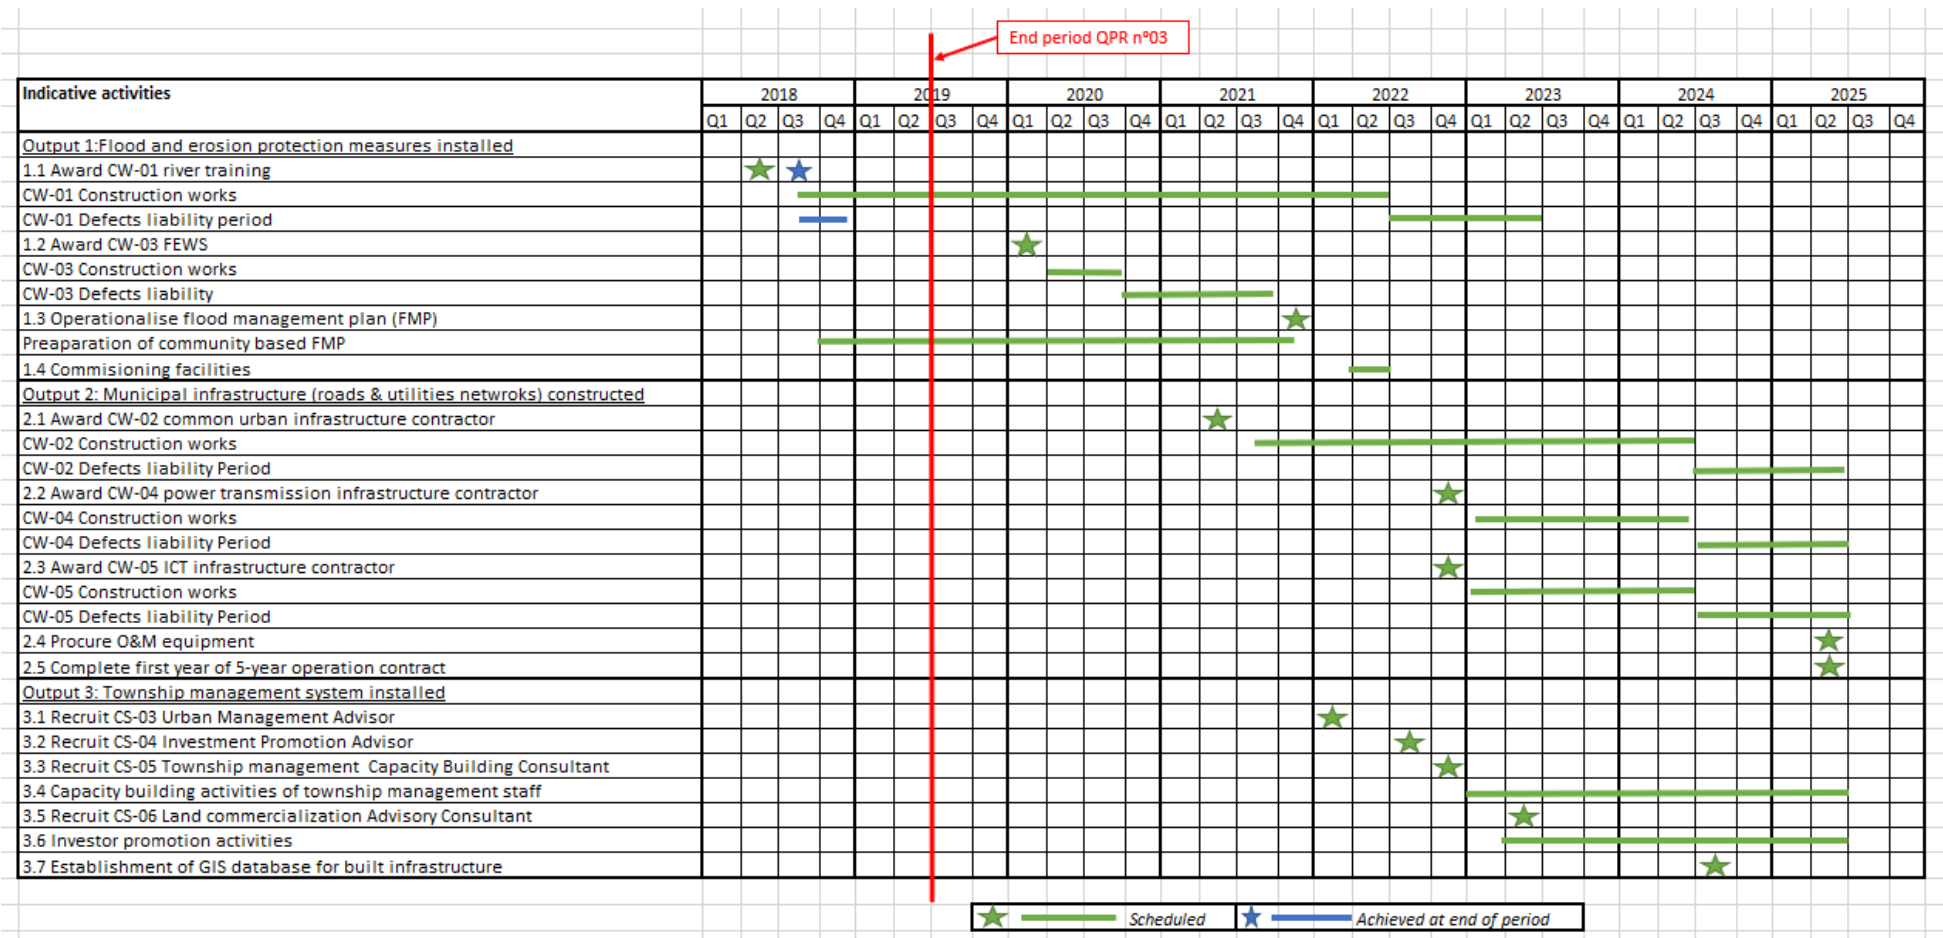 End period QPR nº03
Indicative activities 2018 2019 2020 2021 2022 2023 2024 2025
Q1 Q2 Q3 Q4 Q1 Q2 Q3 Q4 Q1 Q2 Q3 Q4 Q1 Q2 Q3 Q4 Q1 Q2 Q3 Q4 Q1 Q2 Q3 Q4 Q1 Q2 Q3 Q4 Q1 Q2 Q3 Q4
Output 1:Flood and erosion protection measures installed
1.1 Award CW-01 river training
CW-01 Construction works
CW-01 Defects liability period
1.2 Award CW-03 FEWS
CW-03 Construction works
CW-03 Defects liability
1.3 Operationalise flood management plan (FMP)
Preaparation of community based FMP
1.4 Commisioning facilities
Output 2: Municipal infrastructure (roads & utilities netwroks) constructed
2.1 Award CW-02 common urban infrastructure contractor
CW-02 Construction works
CW-02 Defects liability Period
2.2 Award CW-04 power transmission infrastructure contractor
CW-04 Construction works
CW-04 Defects liability Period
2.3 Award CW-05 ICT infrastructure contractor
CW-05 Construction works
CW-05 Defects liability Period
2.4 Procure O&M equipment
2.5 Complete first year of 5-year operation contract
Output 3: Township management system installed
3.1 Recruit CS-03 Urban Management Advisor
3.2 Recruit CS-04 Investment Promotion Advisor
3.3 Recruit CS-05 Township management  Capacity Building Consultant
3.4 Capacity building activities of township management staff
3.5 Recruit CS-06 Land commercialization Advisory Consultant
3.6 Investor promotion activities
3.7 Establishment of GIS database for built infrastructure
Scheduled Achieved at end of period